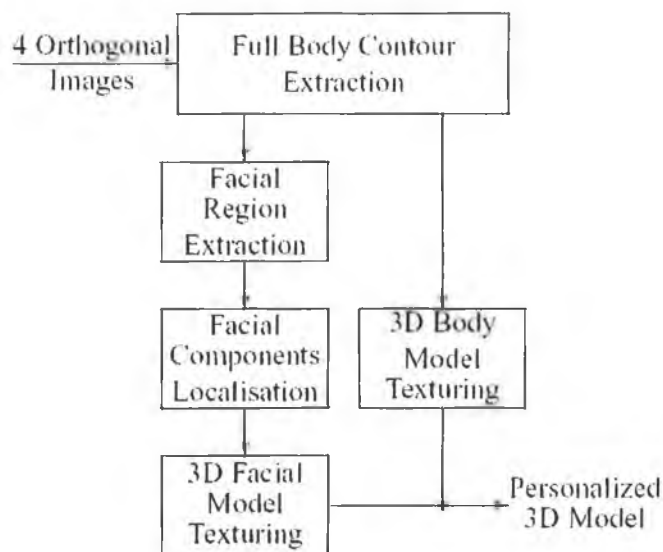 4 Orthogonal
Images
Full Body Contour
Extraction
Facial
Region
Extraction
Facial
Components
Localisation
3D Body
Model
Texturing
3D Facial
Model
Texturing
Personalized
3D Model